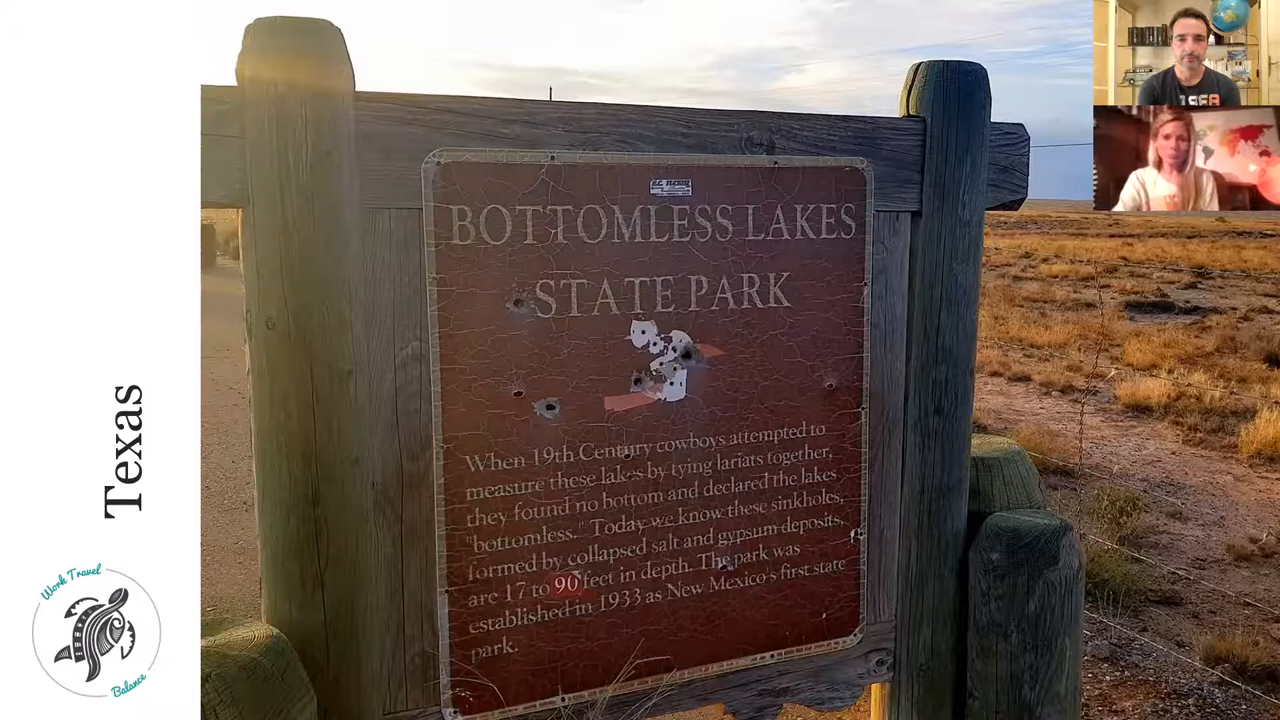 Texas
Work Travel
Balance
BOTTOMLESS LAKES
STATE PARK
When 19th Century cowboys attempted to
measure these lakes by tying lariats together,
they found no bottom and declared the lakes
"bottomless." Today we know these sinkholes,
formed by collapsed salt and gypsum deposits,
are 17 to 90 feet in depth. The park was
established in 1933 as New Mexico's first state
park.